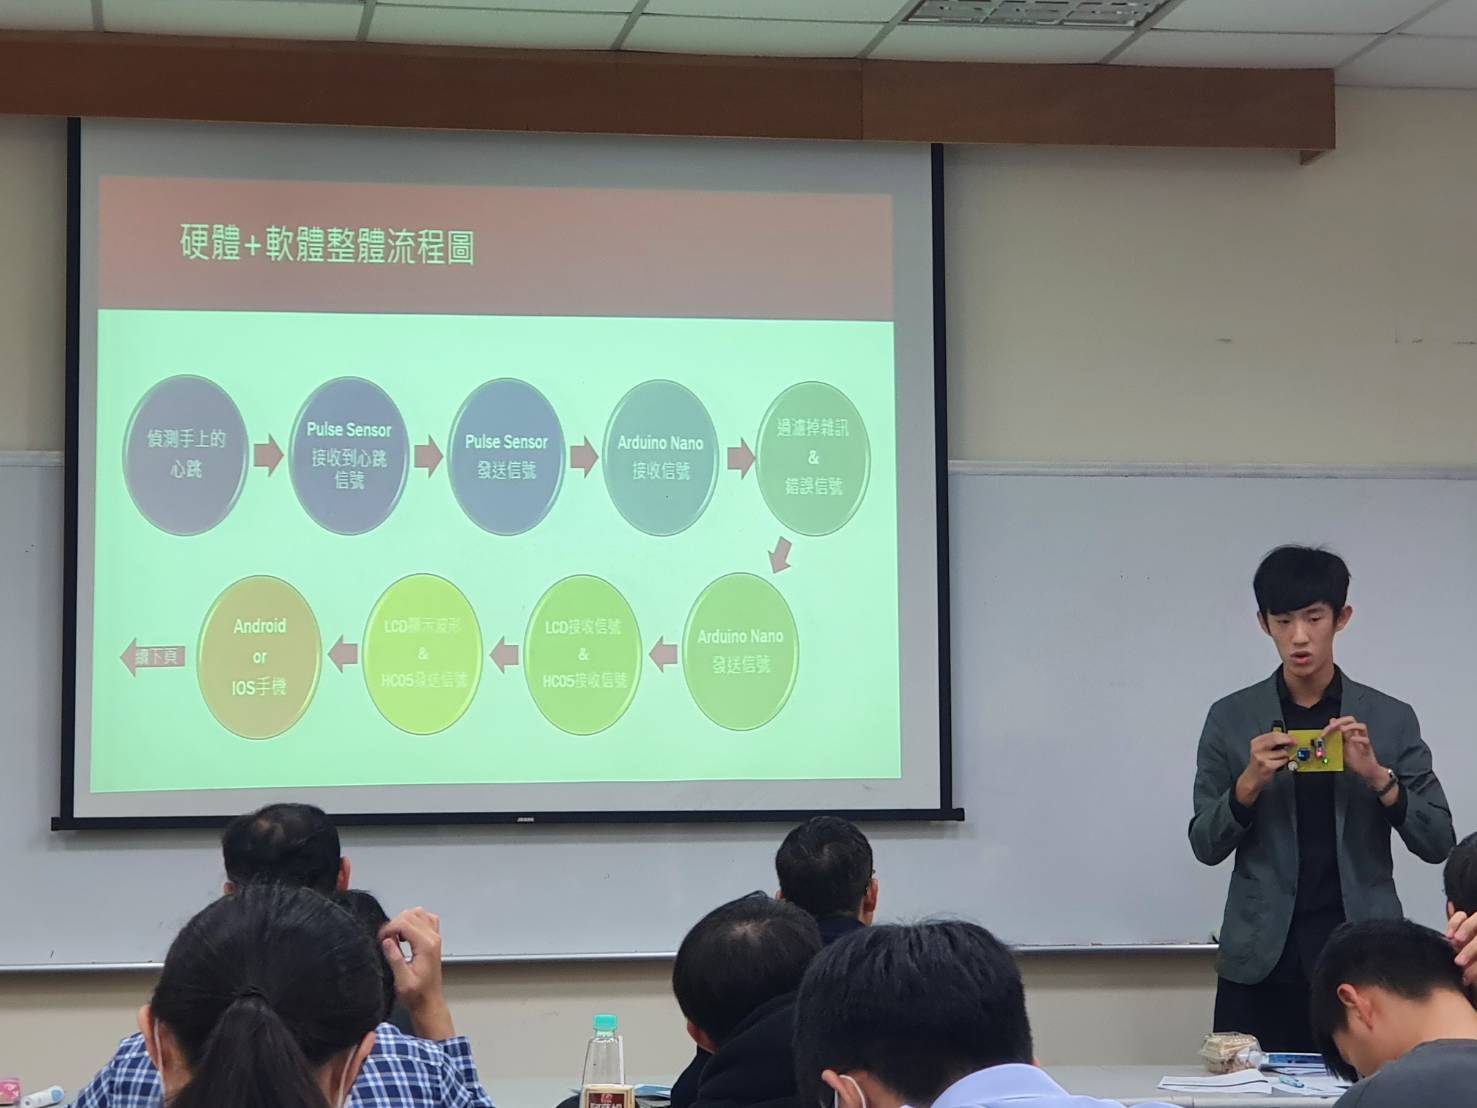 硬體+軟體整體流程圖
偵測手上的
心跳
Pulse Sensor
接收到心跳
信號
Pulse Sensor
發送信號
Arduino Nano
接收信號
過濾掉雜訊
&
錯誤信號
Arduino Nano
發送信號
LCD接收信號
&
HC05接收信號
LCD顯示波形
&
HC05發送信號
Android
or
IOS手機
續下頁